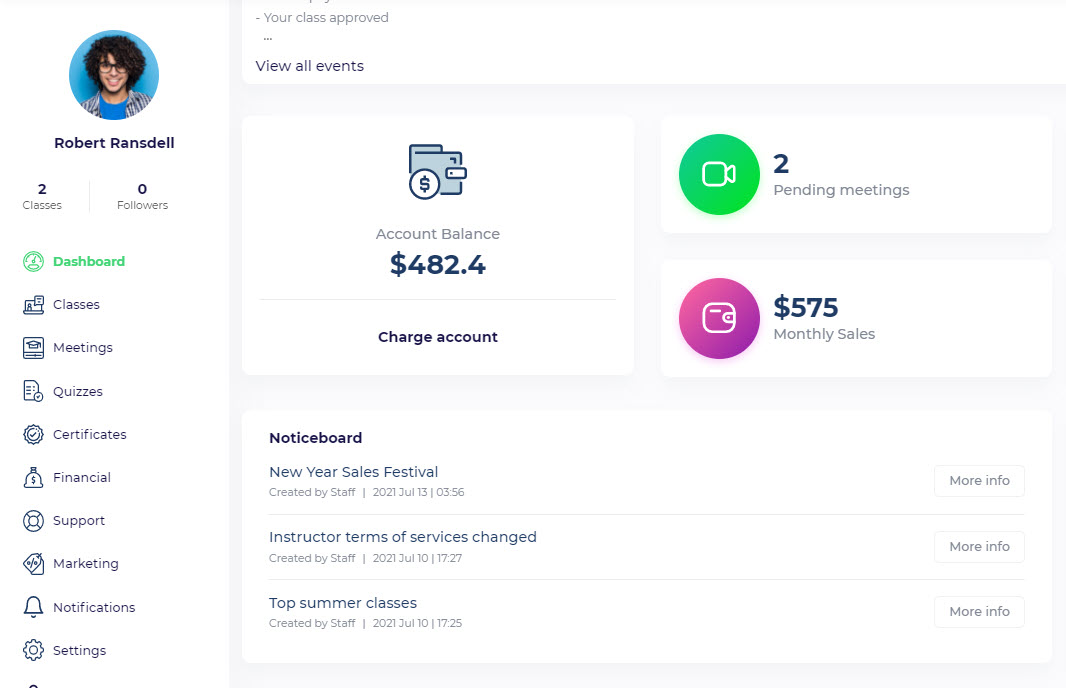 Robert Ransdell
2 0
Classes Followers
Dashboard
Classes
Meetings
Quizzes
Certificates
Financial
Support
Marketing
Notifications
Settings
- Your class approved
...
View all events
Account Balance
$482.4
Charge account
2
Pending meetings
$575
Monthly Sales
Noticeboard
New Year Sales Festival
Created by Staff | 2021 Jul 13 | 03:56
More info
Instructor terms of services changed
Created by Staff | 2021 Jul 10 | 17:27
More info
Top summer classes
Created by Staff | 2021 Jul 10 | 17:25
More info